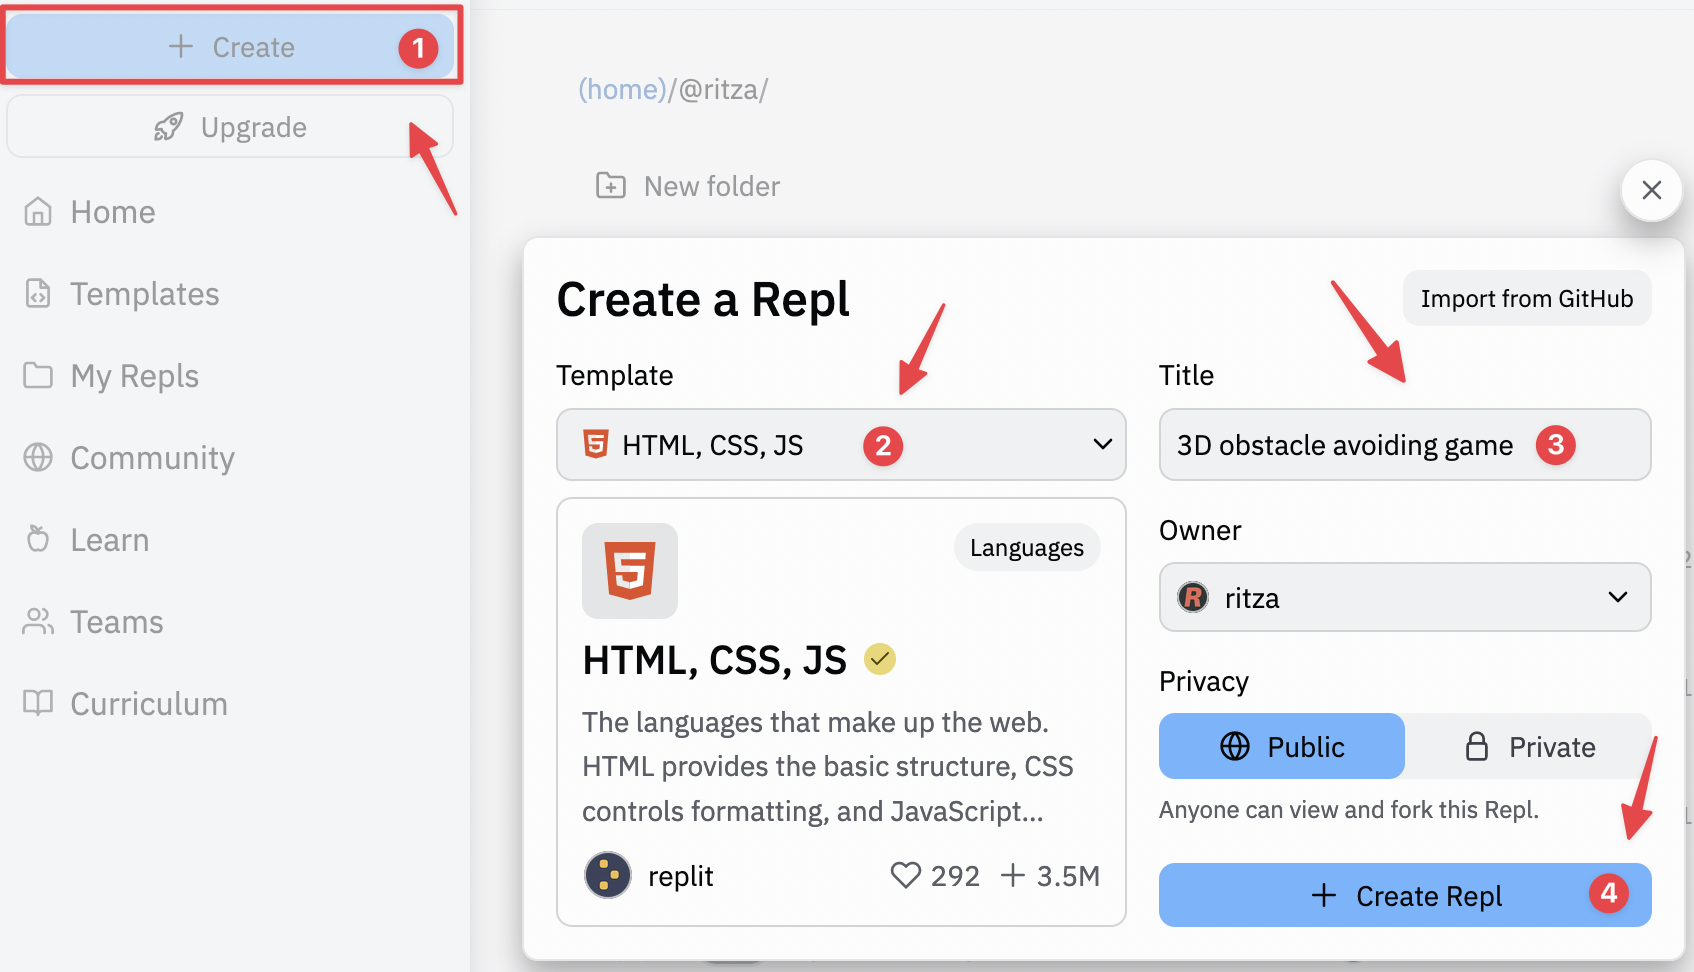 + Create 1
Upgrade
Home
Templates
My Repls
Community
Learn
Teams
Curriculum
(home)/@ritza/
New folder
Create a Repl
Import from GitHub
Template
HTML, CSS, JS 2
Languages
HTML, CSS, JS
The languages that make up the web.
HTML provides the basic structure, CSS
controls formatting, and JavaScript...
replit
292
+ 3.5M
Title
3D obstacle avoiding game 3
Owner
R ritza
Privacy
Public
Private
Anyone can view and fork this Repl.
+ Create Repl 4